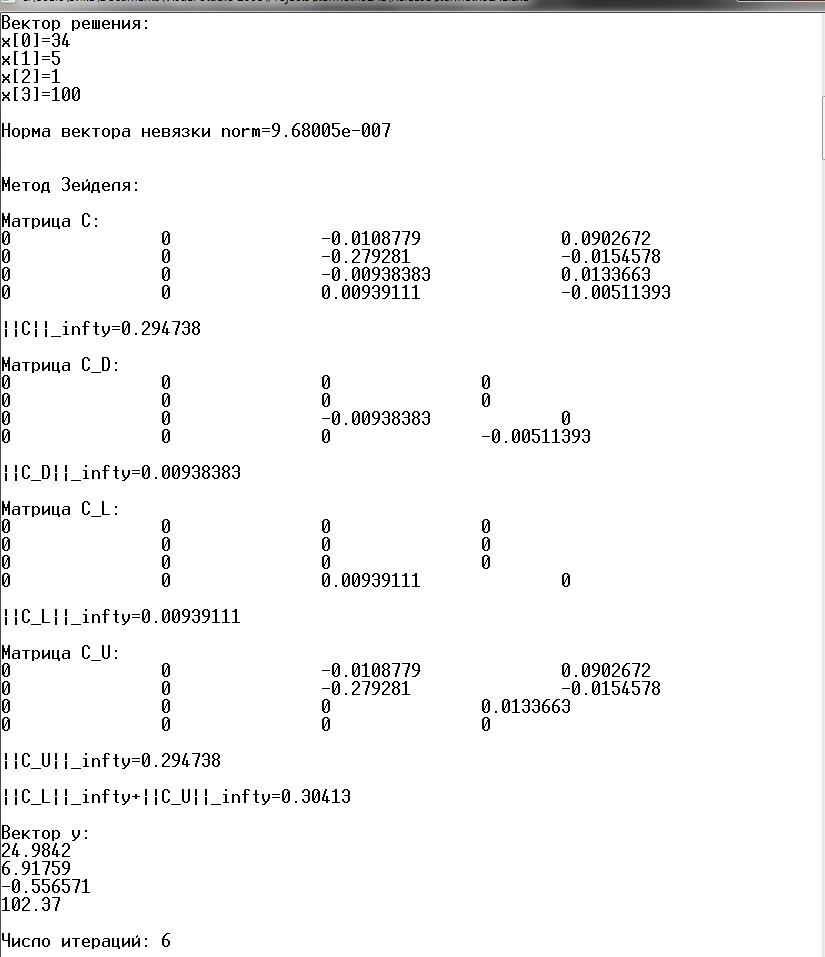 Вектор решения:
x[0]=34
x[1]=5
x[2]=1
x[3]=100
Норма вектора невязки norm=9.68005e-007
Метод Зейделя:
Матрица C:
0 0 -0.0108779 0.0902672
0 0 -0.279281 -0.0154578
0 0 -0.00938383 0.0133663
0 0 0.00939111 -0.00511393
||C||_infty=0.294738
Матрица C_D:
0 0 0 0
0 0 0 0
0 0 -0.00938383 0
0 0 0 -0.00511393
||C_D||_infty=0.00938383
Матрица C_L:
0 0 0 0
0 0 0 0
0 0 0 0
0 0 0.00939111 0
||C_L||_infty=0.00939111
Матрица C_U:
0 0 -0.0108779 0.0902672
0 0 -0.279281 -0.0154578
0 0 0 0.0133663
0 0 0 0
||C_U||_infty=0.294738
||C_L||_infty+||C_U||_infty=0.30413
Вектор y:
24.9842
6.91759
-0.556571
102.37
Число итераций: 6